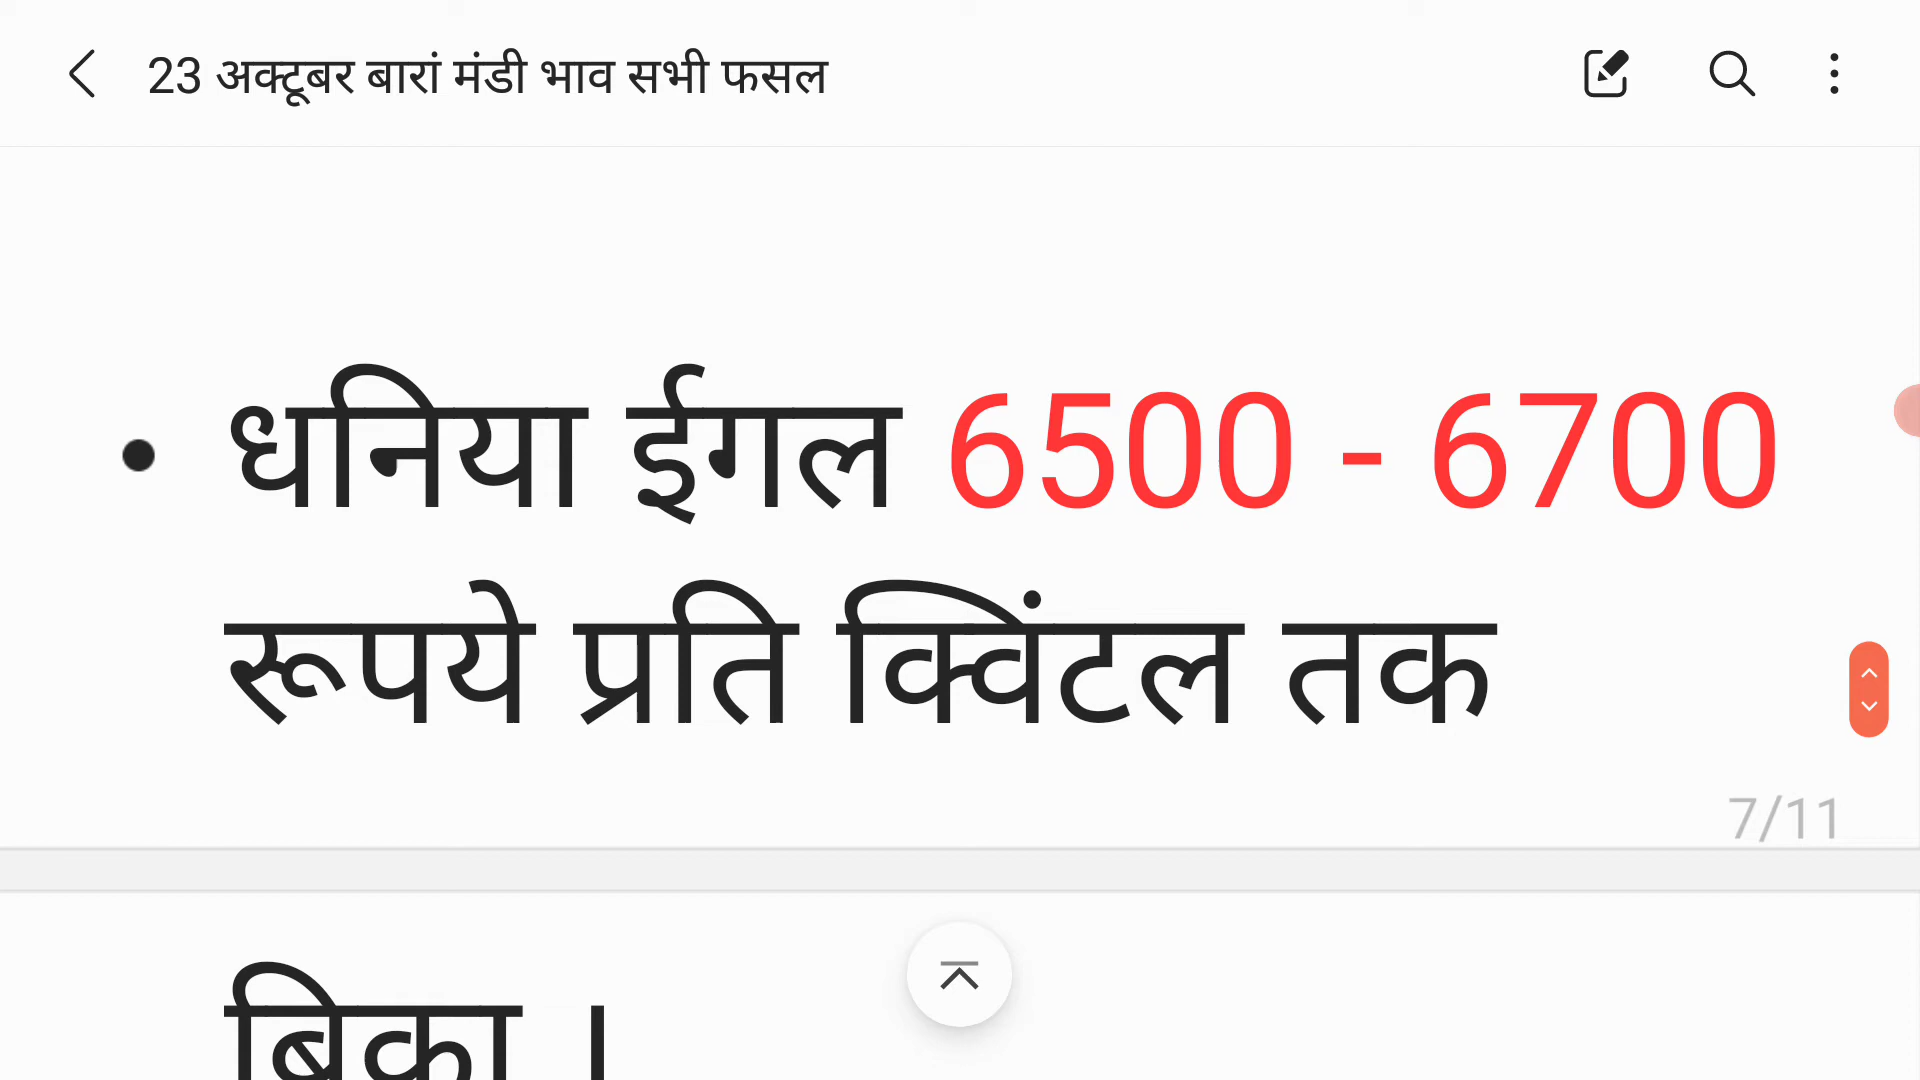 23 अक्टूबर बारां मंडी भाव सभी फसल
• धनिया ईगल 6500 - 6700
रूपये प्रति क्विंटल तक
7/11
बिका ।